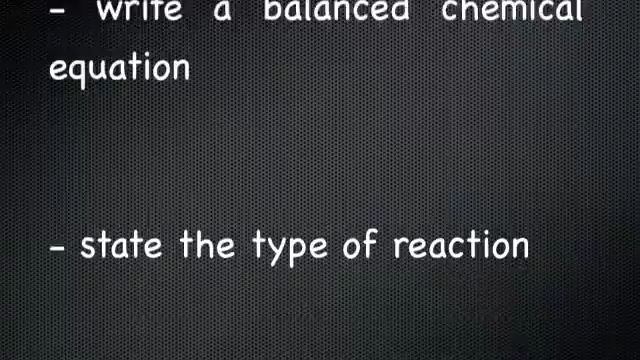 - write a balanced chemical
equation
- state the type of reaction